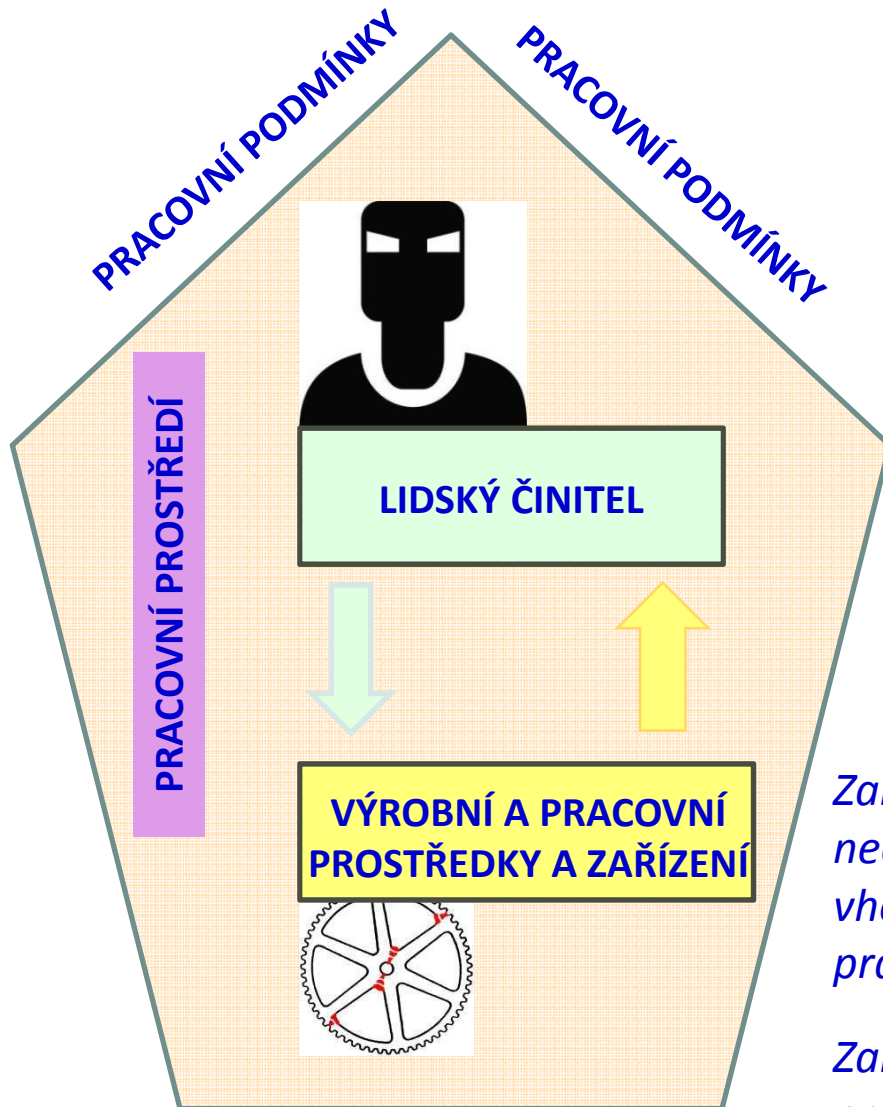 PRACOVNÍ PODMÍNKY
PRACOVNÍ PODMÍNKY
PRACOVNÍ PROSTŘEDÍ
LIDSKÝ ČINITEL
VÝROBNÍ A PRACOVNÍ
PROSTŘEDKY A ZAŘÍZENÍ